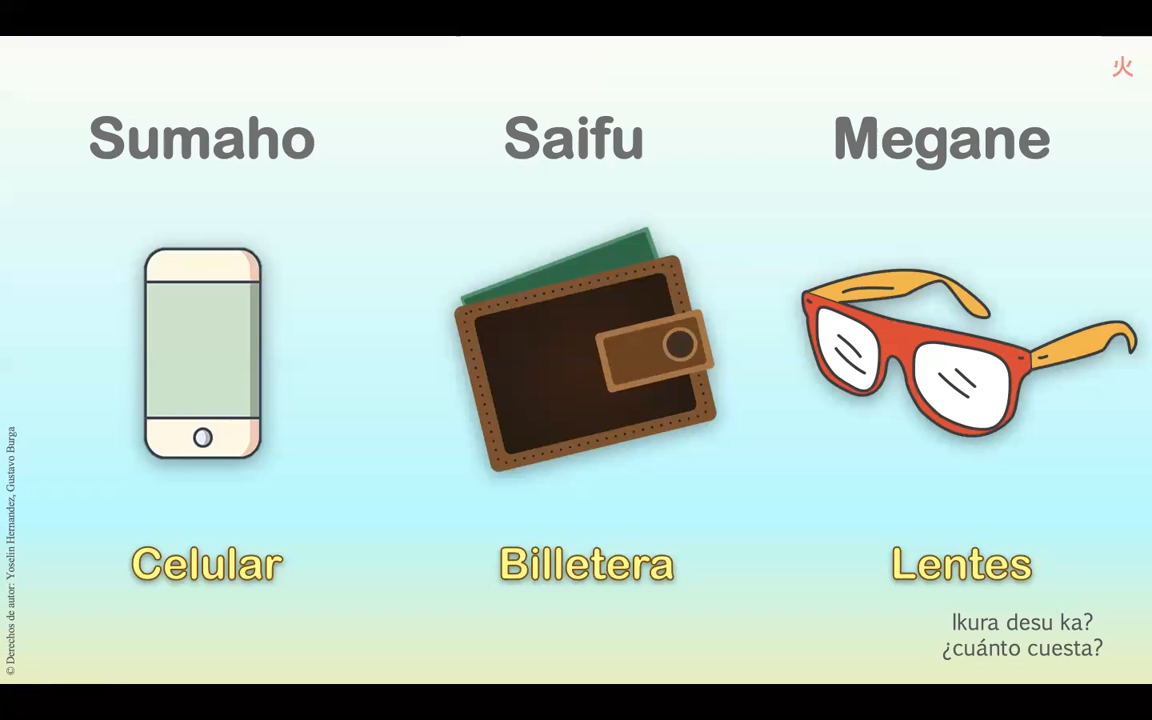 火
Sumaho
Saifu
Megane
Celular
Billetera
Lentes
Ikura desu ka?
¿cuánto cuesta?
© Derechos de autor: Yoselin Hernandez, Gustavo Burga